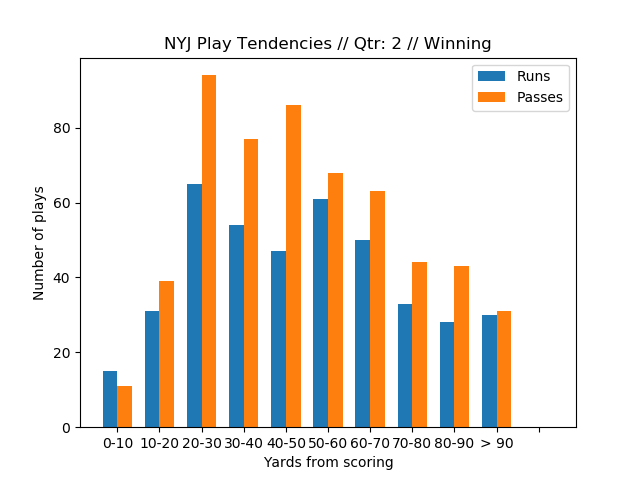 NYJ Play Tendencies // Qtr: 2 // Winning
Runs
Passes
80
60
40
20
0
Number of plays
0-10 10-20 20-30 30-40 40-50 50-60 60-70 70-80 80-90 > 90
Yards from scoring